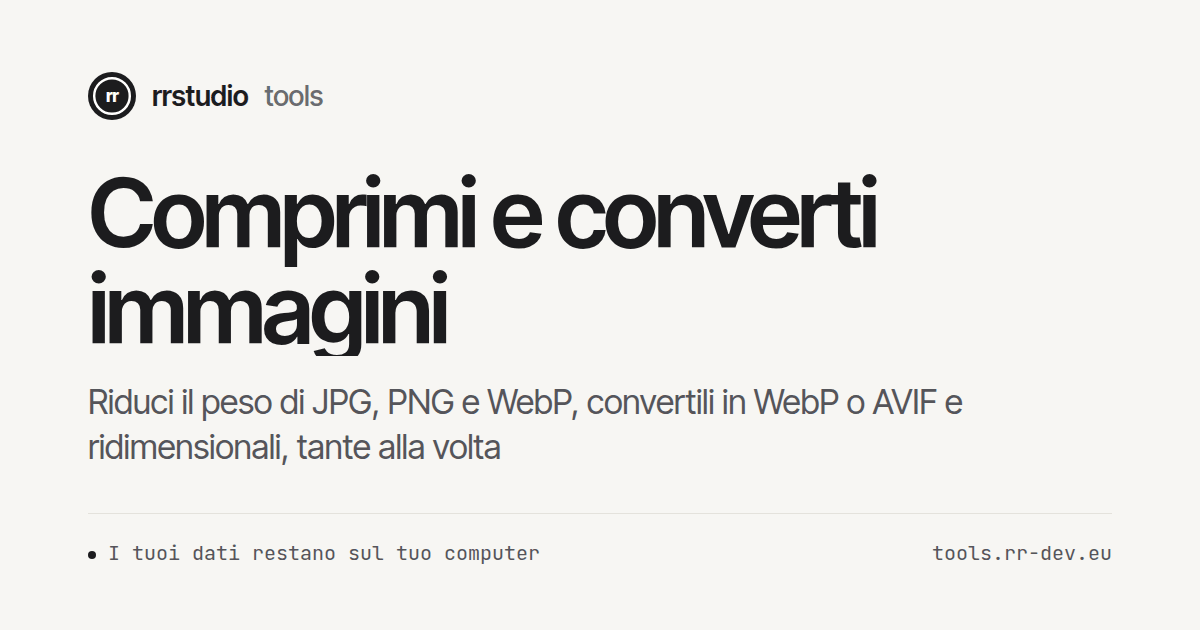 rr rrstudio tools
Comprimi e converti
immagini
Riduci il peso di JPG, PNG e WebP, convertili in WebP o AVIF e
ridimensionali, tante alla volta
• I tuoi dati restano sul tuo computer
tools.rr-dev.eu